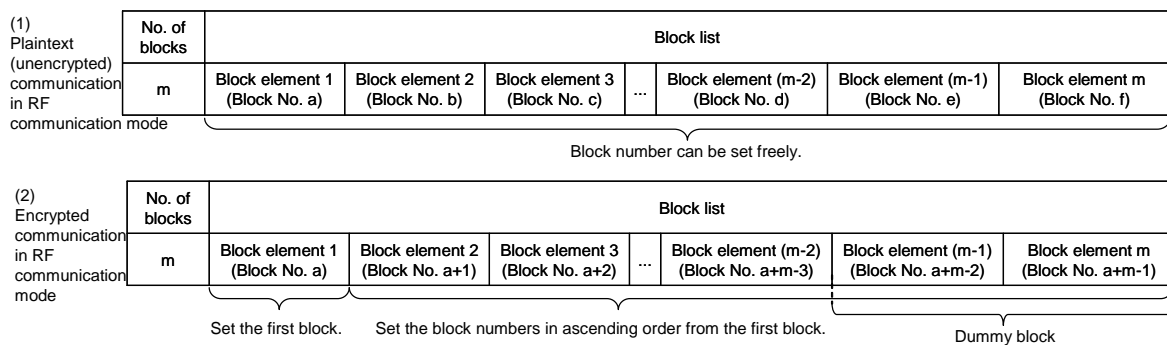 (1)
Plaintext
(unencrypted)
communication
in RF
communication mode
No. of
blocks
Block list
m
Block element 1
(Block No. a)
Block element 2
(Block No. b)
Block element 3
(Block No. c)
...
Block element (m-2)
(Block No. d)
Block element (m-1)
(Block No. e)
Block element m
(Block No. f)
Block number can be set freely.
(2)
Encrypted
communication
in RF
communication
mode
No. of
blocks
Block list
m
Block element 1
(Block No. a)
Block element 2
(Block No. a+1)
Block element 3
(Block No. a+2)
...
Block element (m-2)
(Block No. a+m-3)
Block element (m-1)
(Block No. a+m-2)
Block element m
(Block No. a+m-1)
Set the first block.
Set the block numbers in ascending order from the first block.
Dummy block